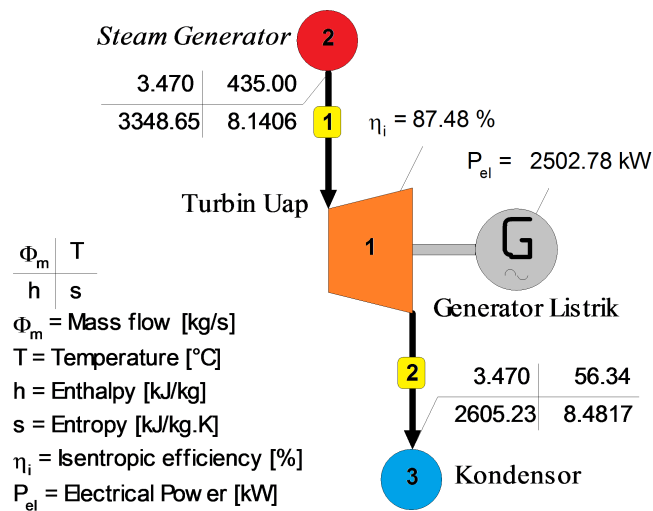 Steam Generator
2
3.470 435.00
3348.65 8.1406
1
ηi = 87.48 %
Pel = 2502.78 kW
Turbin Uap
1
G
Generator Listrik
Φm T
h s
Φm = Mass flow [kg/s]
T = Temperature [°C]
h = Enthalpy [kJ/kg]
s = Entropy [kJ/kg.K]
ηi = Isentropic efficiency [%]
Pel = Electrical Power [kW]
2
3.470 56.34
2605.23 8.4817
3
Kondensor